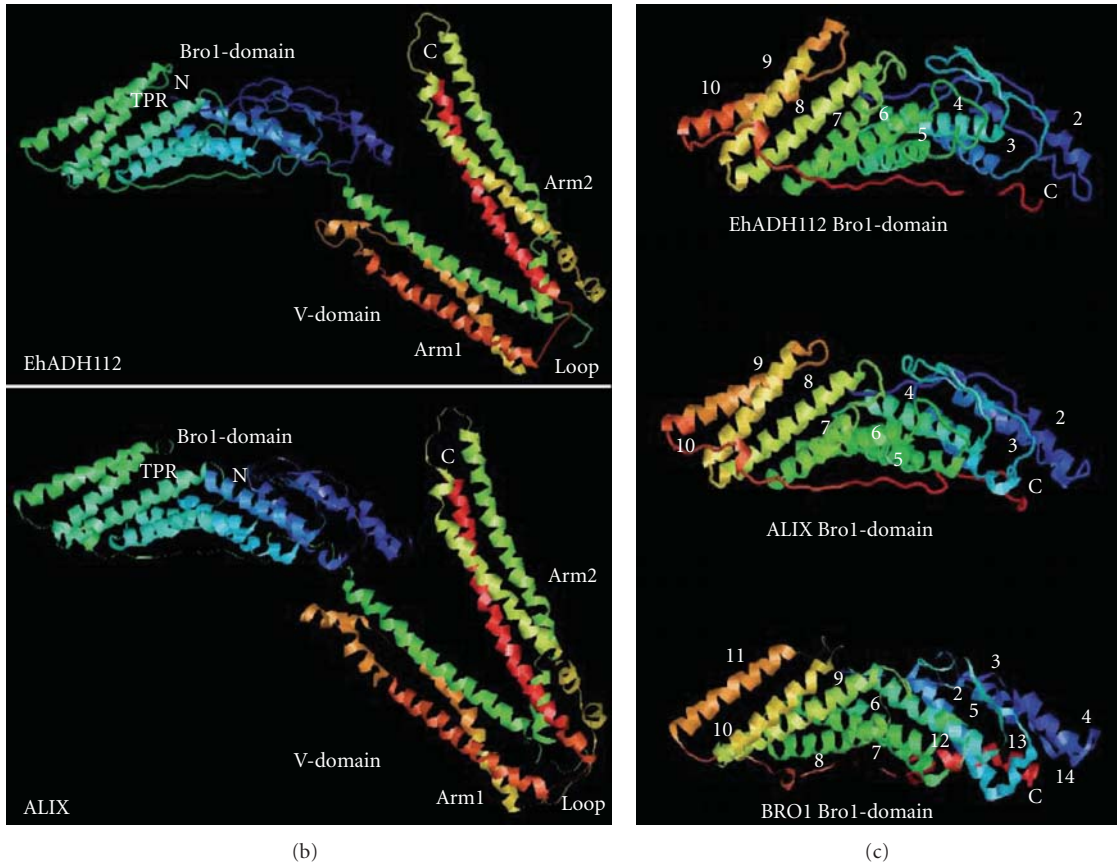 Bro1-domain
N
TPR
C
Arm2
V-domain
Arm1
Loop
EhADH112
Bro1-domain
TPR
N
C
Arm2
V-domain
Arm1
Loop
ALIX
(b)
9
10
8
7
6
4
5
2
3
C
EhADH112 Bro1-domain
9
8
4
2
7
6
3
10
5
C
ALIX Bro1-domain
11
3
9
2
6
5
4
10
7
12
13
8
14
C
BRO1 Bro1-domain
(c)